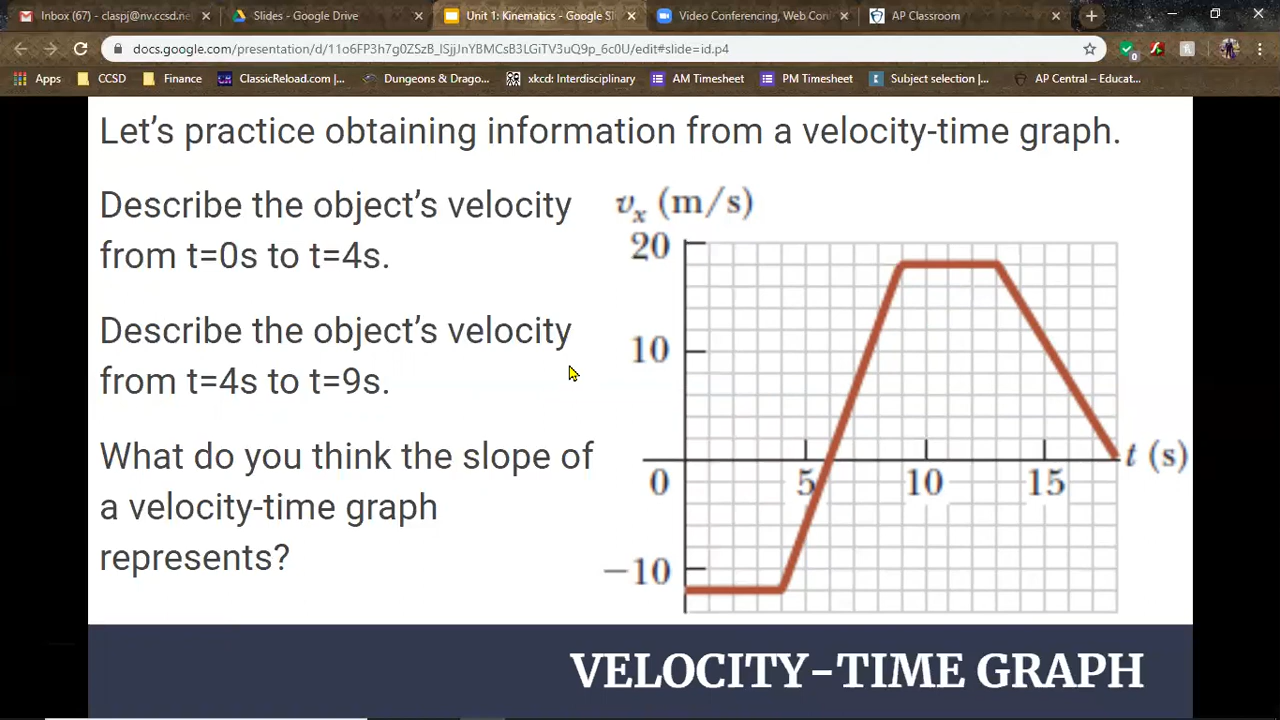 Inbox (67) - claspj@nv.ccsd.ne
Slides - Google Drive
Unit 1: Kinematics - Google Sl
Video Conferencing, Web Con
AP Classroom
docs.google.com/presentation/d/11o6FP3h7g0ZSzB_lSjjJnYBMCsB3LGiTV3uQ9p_6c0U/edit#slide=id.p4
Apps
CCSD
Finance
ClassicReload.com |...
Dungeons & Drago...
xkcd: Interdisciplinary
AM Timesheet
PM Timesheet
Subject selection |...
AP Central – Educat...
Let's practice obtaining information from a velocity-time graph.
Describe the object's velocity
from t=0s to t=4s.
Describe the object's velocity
from t=4s to t=9s.
What do you think the slope of
a velocity-time graph
represents?
vₓ (m/s)
20
10
0
5
10
15
t (s)
−10
VELOCITY-TIME GRAPH